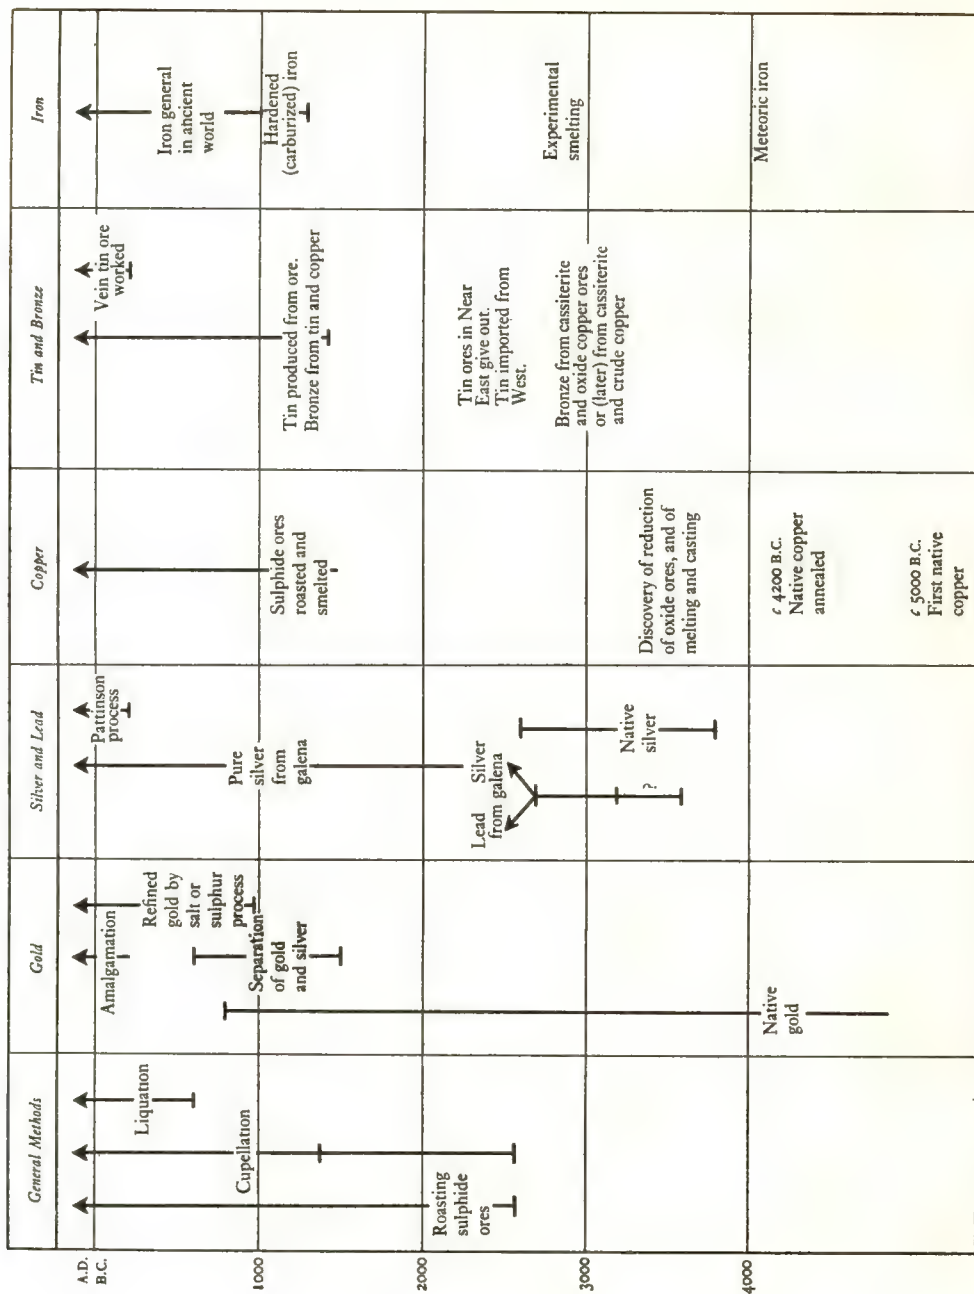 General Methods
Gold
Silver and Lead
Copper
Tin and Bronze
Iron
A.D.
B.C.
1000
2000
3000
4000
Roasting
sulphide
ores
Cupellation
Liquation
Native
gold
Amalgamation
Separation
of gold
and silver
Refined
gold by
salt or
sulphur
process
Lead
Silver
from galena
?
Pure
silver
from
galena
Native
silver
Pattinson
process
Sulphide ores
roasted and
smelted
Discovery of reduction
of oxide ores, and of
melting and casting
c 4200 B.C.
Native copper
annealed
c 5000 B.C.
First native
copper
Vein tin ore
worked
Tin produced from ore.
Bronze from tin and copper
Tin ores in Near
East give out.
Tin imported from
West.
Bronze from cassiterite
and oxide copper ores
or (later) from cassiterite
and crude copper
Iron general
in ancient
world
Hardened
(carburized) iron
Experimental
smelting
Meteoric iron